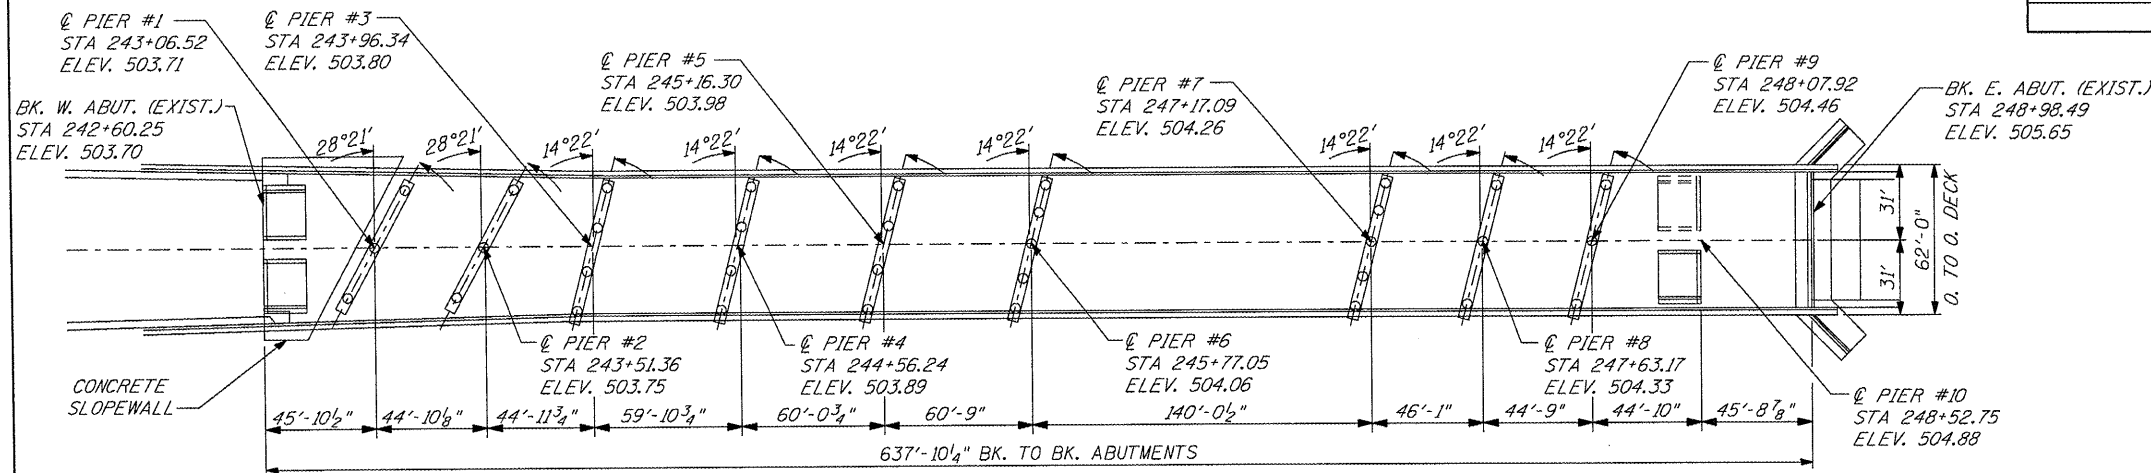 ℄ PIER #1
STA 243+06.52
ELEV. 503.71
℄ PIER #3
STA 243+96.34
ELEV. 503.80
℄ PIER #5
STA 245+16.30
ELEV. 503.98
℄ PIER #7
STA 247+17.09
ELEV. 504.26
℄ PIER #9
STA 248+07.92
ELEV. 504.46
BK. W. ABUT. (EXIST.)
STA 242+60.25
ELEV. 503.70
BK. E. ABUT. (EXIST.)
STA 248+98.49
ELEV. 505.65
28°21'
28°21'
14°22'
14°22'
14°22'
14°22'
14°22'
14°22'
14°22'
31'
31'
62'-0"
O. TO O. DECK
CONCRETE
SLOPEWALL
℄ PIER #2
STA 243+51.36
ELEV. 503.75
℄ PIER #4
STA 244+56.24
ELEV. 503.89
℄ PIER #6
STA 245+77.05
ELEV. 504.06
℄ PIER #8
STA 247+63.17
ELEV. 504.33
℄ PIER #10
STA 248+52.75
ELEV. 504.88
45'-10½" 44'-10⅛" 44'-11¾" 59'-10¾" 60'-0¾" 60'-9" 140'-0½" 46'-1" 44'-9" 44'-10" 45'-8⅞"
637'-10¼" BK. TO BK. ABUTMENTS